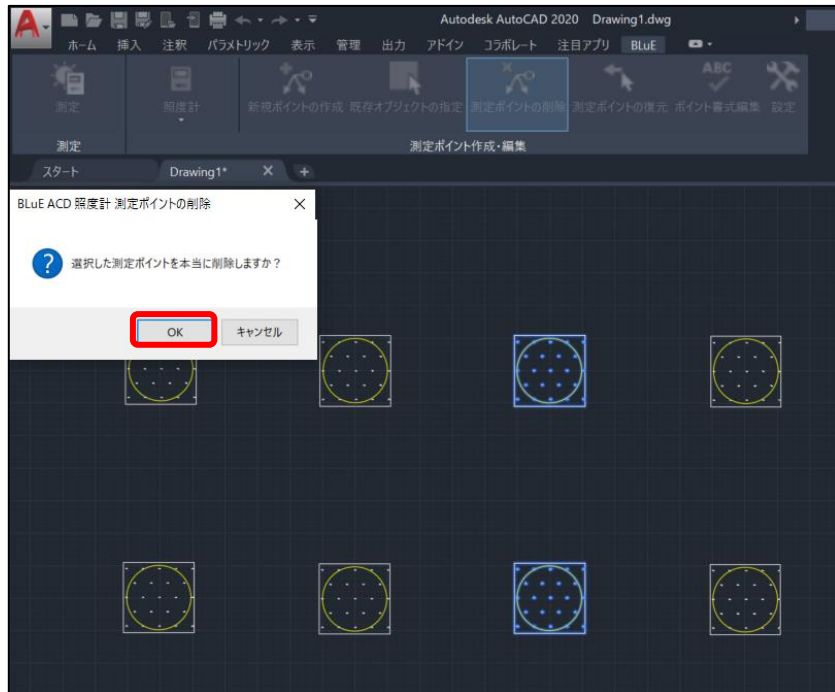 Autodesk AutoCAD 2020 Drawing1.dwg
ホーム 挿入 注釈 パラメトリック 表示 管理 出力 アドイン コラボレート 注目アプリ BLuE
ABC
測定 照度計 新規ポイントの作成 既存オブジェクトの指定 測定ポイントの削除 測定ポイントの復元 ポイント書式編集 設定
測定 測定ポイント作成・編集
スタート Drawing1* X +
BLuE ACD 照度計 測定ポイントの削除 ×
? 選択した測定ポイントを本当に削除しますか?
OK キャンセル